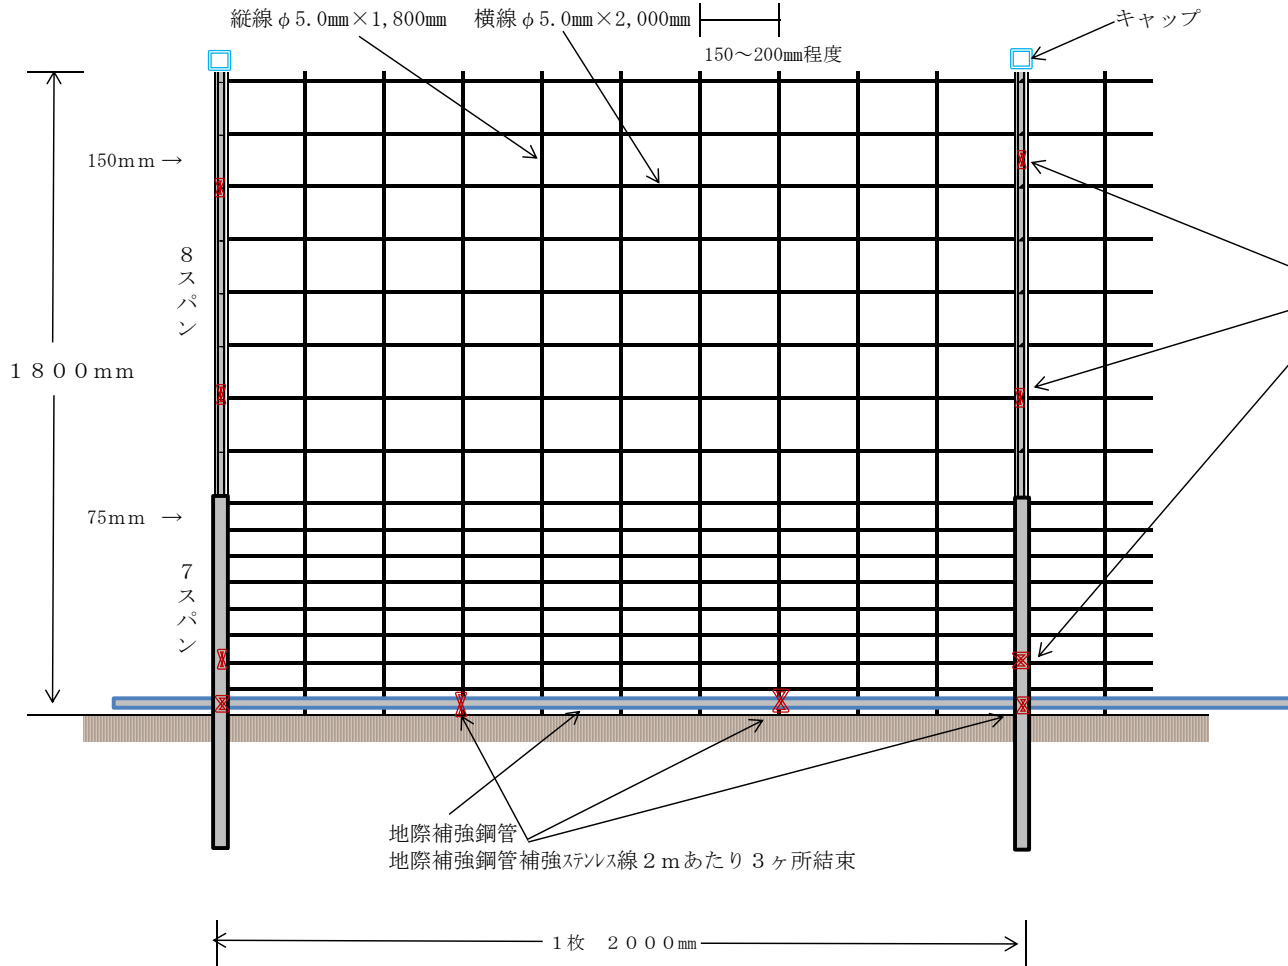 縦線φ5.0㎜×1,800㎜　横線φ5.0㎜×2,000㎜
キャップ
150～200㎜程度
150mm →
8スパン
1800mm
75mm →
7スパン
地際補強鋼管
地際補強鋼管補強ｽﾃﾝﾚｽ線２ｍあたり３ヶ所結束
１枚　２０００㎜